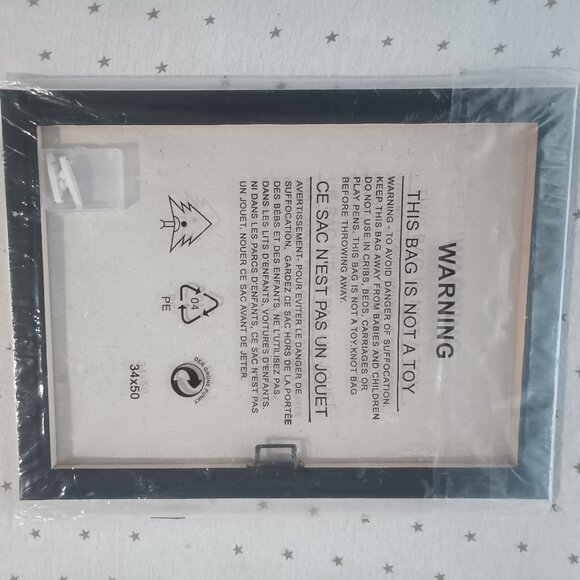 WARNING
THIS BAG IS NOT A TOY
WARNING - TO AVOID DANGER OF SUFFOCATION.
KEEP THIS BAG AWAY FROM BABIES AND CHILDREN
DO NOT USE IN CRIBS, BEDS, CARRIAGES OR
PLAY PENS. THIS BAG IS NOT A TOY.KNOT BAG
BEFORE THROWING AWAY.
CE SAC N'EST PAS UN JOUET
AVERTISSEMENT- POUR EVITER LE DANGER DE
SUFFOCATION, GARDEZ CE SAC HORS DE LA PORTÉE
DES BÉBS ET DES ENFANTS, NE L'UTILISEZ PAS.
DANS LES LITS D'ENFANTS, VOITURES D'ENFANTS,
NI DANS LES PARCS D'ENFANTS, CE SAC N'EST PAS
UN JOUET. NOUER CE SAC AVANT DE JETER.
04
PE
34x50